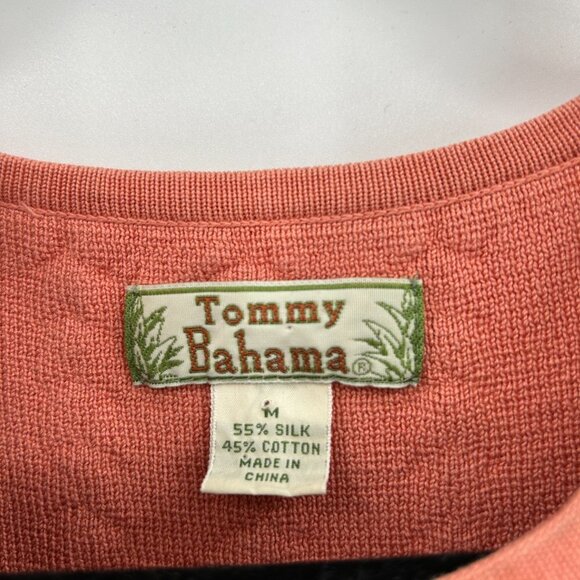 Tommy
Bahama®
M
55% SILK
45% COTTON
MADE IN
CHINA